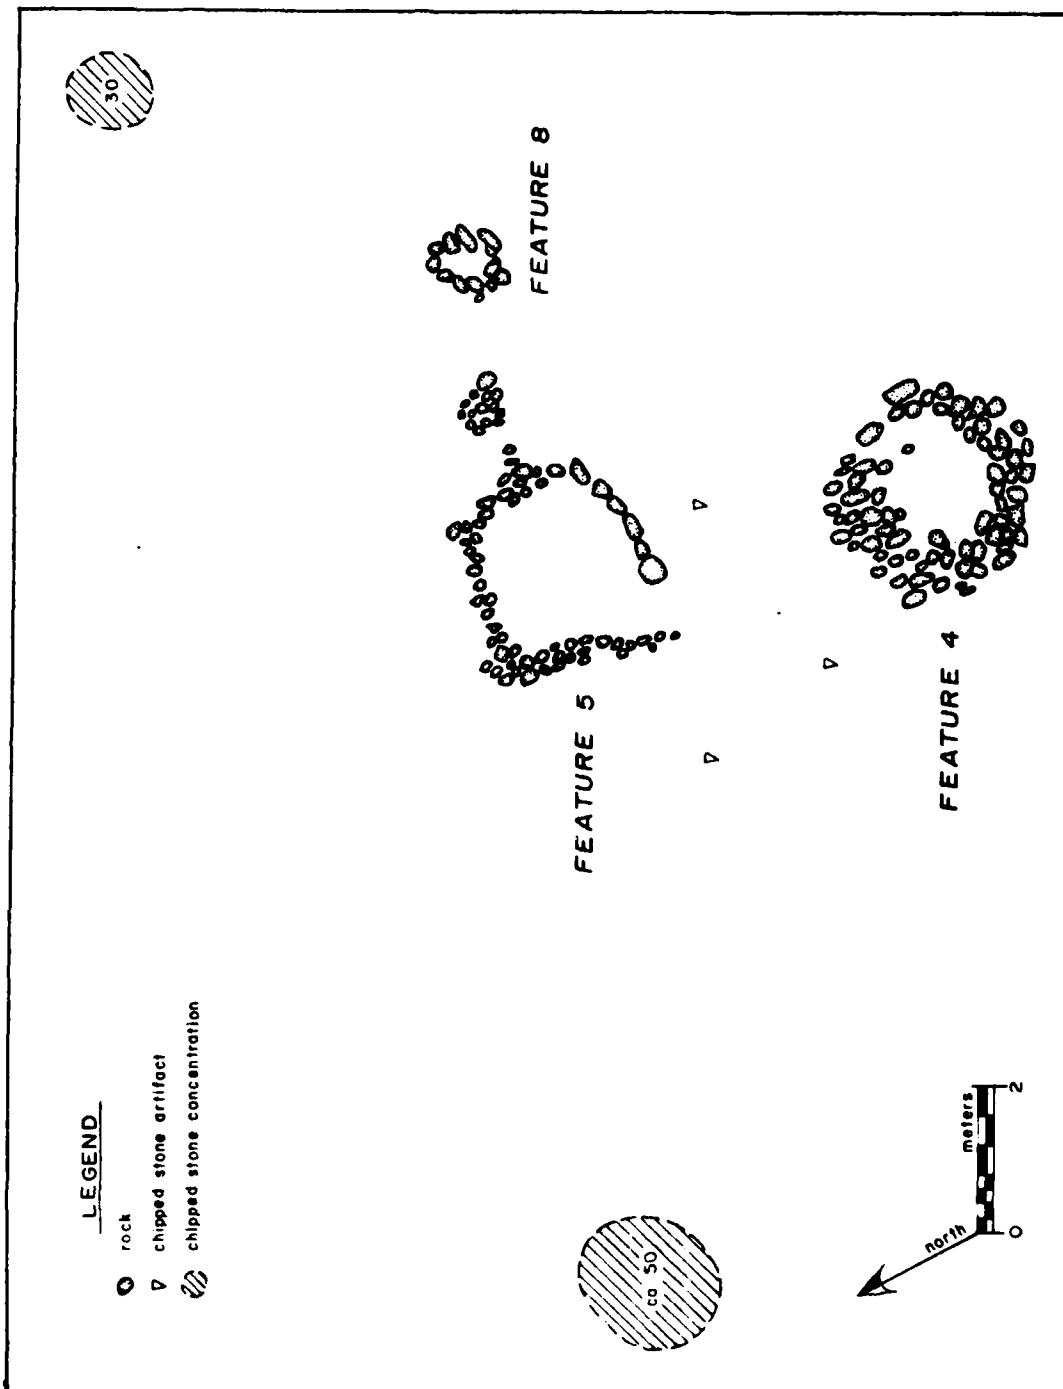 30
FEATURE 8
FEATURE 5
FEATURE 4
LEGEND
rock
chipped stone artifact
chipped stone concentration
ca 50
north
meters
0 2